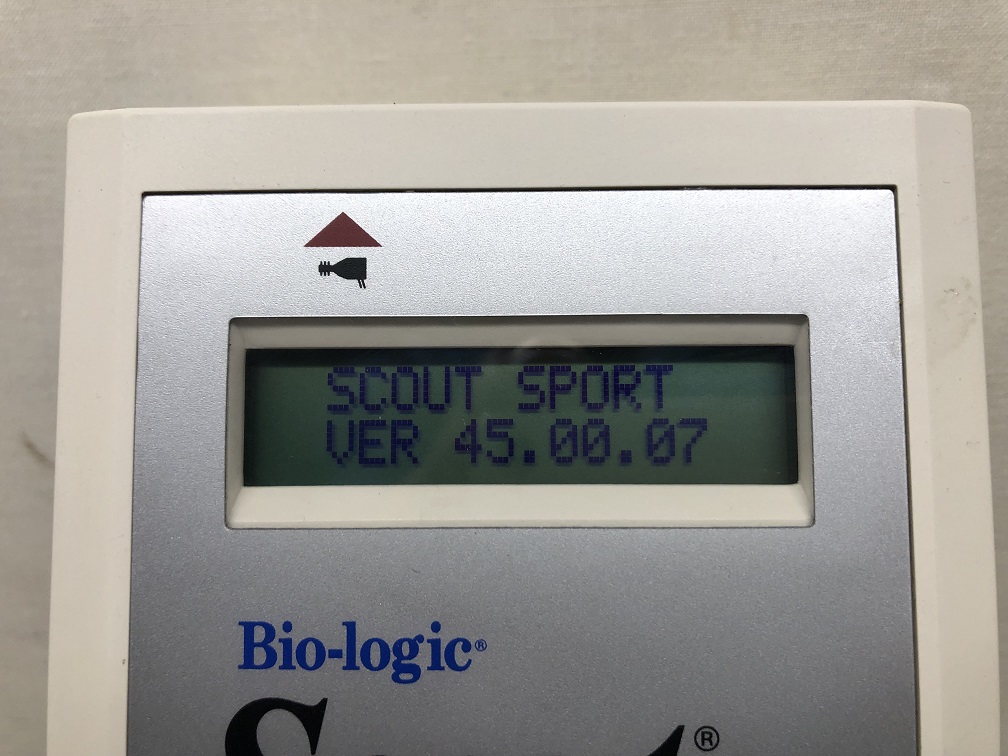 SCOUT SPORT
VER 45.00.07
Bio-logic®